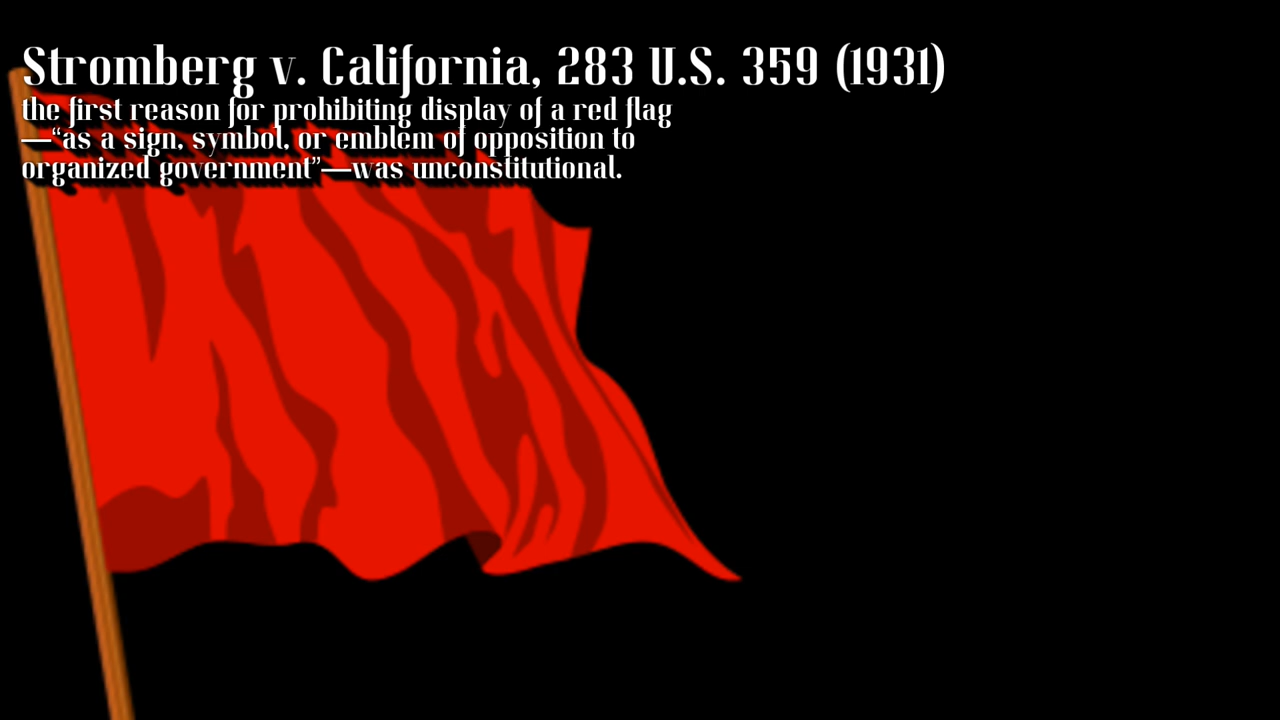 Stromberg v. California, 283 U.S. 359 (1931)
the first reason for prohibiting display of a red flag
—“as a sign, symbol, or emblem of opposition to
organized government”—was unconstitutional.